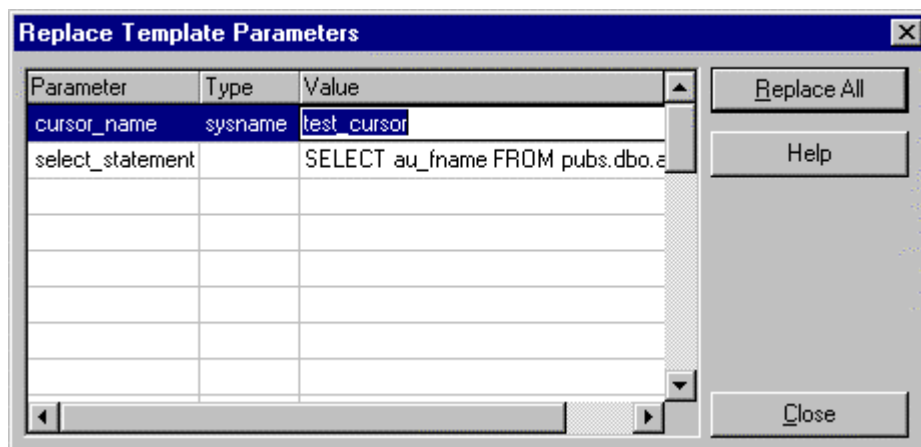 Replace Template Parameters
Parameter Type Value
Replace All
cursor_name sysname test_cursor
select_statement SELECT au_fname FROM pubs.dbo.a
Help
Close